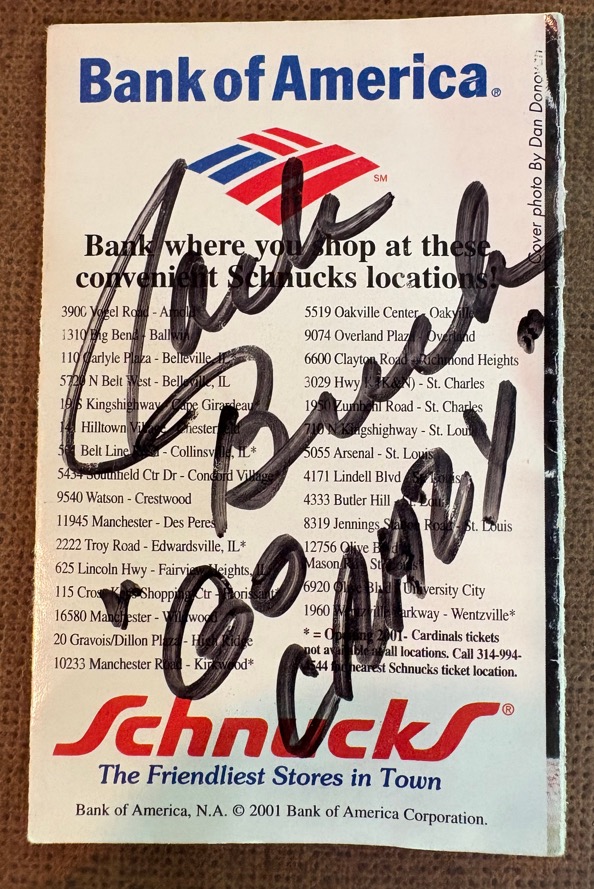 Bank of America®
SM
Cover photo By Dan Donovan
Bank where you shop at these
convenient Schnucks locations!
3900 Vogel Road - Arnold*
1310 Big Bend - Ballwin
110 Carlyle Plaza - Belleville, IL*
5720 N Belt West - Belleville, IL
19 S Kingshighway - Cape Girardeau*
Hilltown Village - Chesterfield
Belt Line Road - Collinsville, IL*
5434 Southfield Ctr Dr - Concord Village
9540 Watson - Crestwood
11945 Manchester - Des Peres
2222 Troy Road - Edwardsville, IL*
625 Lincoln Hwy - Fairview Heights, IL
115 Cross Keys Shopping Ctr - Florissant*
16580 Manchester - Wildwood
20 Gravois/Dillon Plaza - High Ridge
10233 Manchester Road - Kirkwood*
5519 Oakville Center - Oakville
9074 Overland Plaza - Overland
6600 Clayton Road - Richmond Heights
3029 Hwy K (K&N) - St. Charles
1950 Zumbehl Road - St. Charles
710 N Kingshighway - St. Louis
5055 Arsenal - St. Louis
4171 Lindell Blvd - St. Louis*
4333 Butler Hill - St. Louis
8319 Jennings Station Road - St. Louis
12756 Olive Blvd
Mason Rd) St. Louis*
6920 Olive Blvd - University City
1960 Wentzville Parkway - Wentzville*
* = Opening 2001- Cardinals tickets
not available at all locations. Call 314-994-
4544 for nearest Schnucks ticket location.
Jack Buck
"GO CRAZY."
Schnucks®
The Friendliest Stores in Town
Bank of America, N.A. © 2001 Bank of America Corporation.